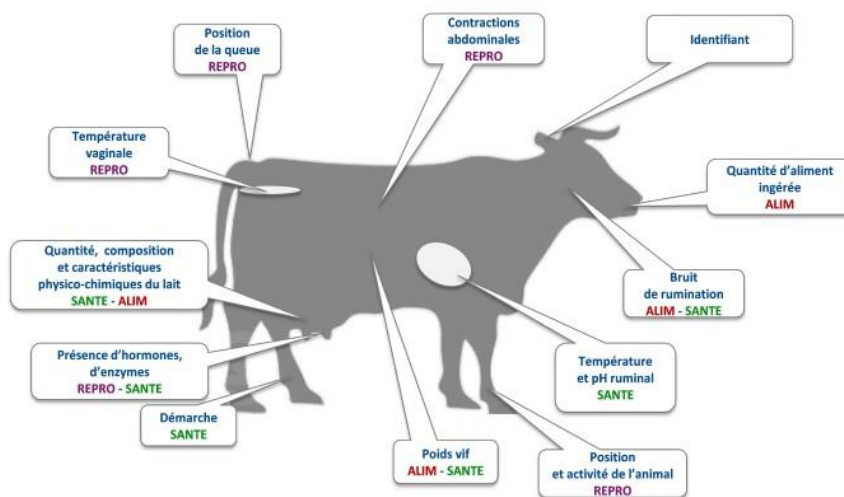 Position
de la queue
REPRO
Contractions
abdominales
REPRO
Identifiant
Température
vaginale
REPRO
Quantité d'aliment
ingérée
ALIM
Quantité, composition
et caractéristiques
physico-chimiques du lait
SANTE - ALIM
Bruit
de rumination
ALIM - SANTE
Présence d'hormones,
d'enzymes
REPRO - SANTE
Température
et pH ruminal
SANTE
Démarche
SANTE
Poids vif
ALIM - SANTE
Position
et activité de l'animal
REPRO